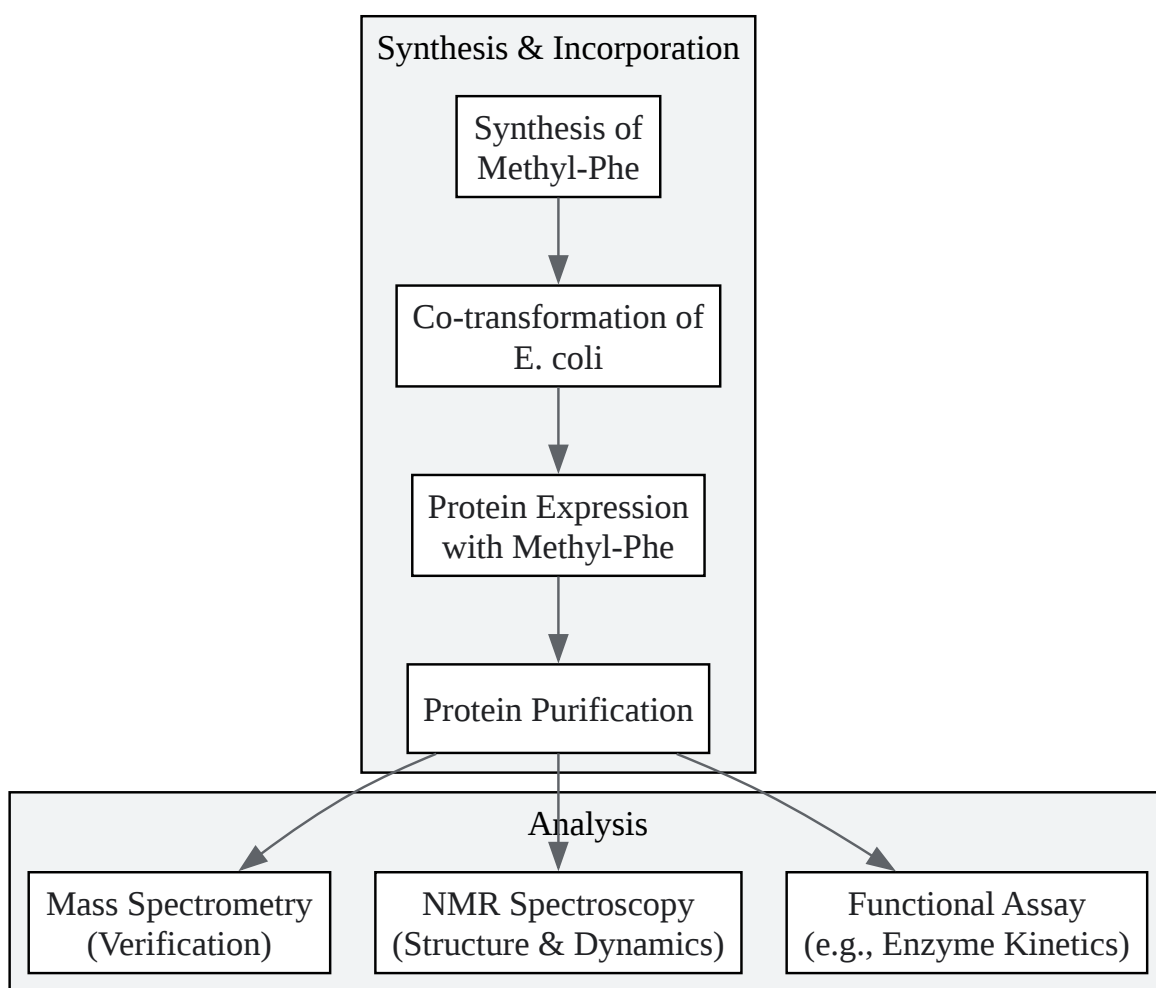 Synthesis & Incorporation
Synthesis of
Methyl-Phe
Co-transformation of
E. coli
Protein Expression
with Methyl-Phe
Protein Purification
Analysis
Mass Spectrometry
(Verification)
NMR Spectroscopy
(Structure & Dynamics)
Functional Assay
(e.g., Enzyme Kinetics)